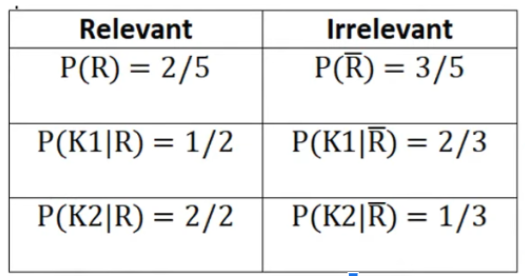 Relevant Irrelevant
P(R) = 2/5 P(R̅) = 3/5
P(K1|R) = 1/2 P(K1|R̅) = 2/3
P(K2|R) = 2/2 P(K2|R̅) = 1/3